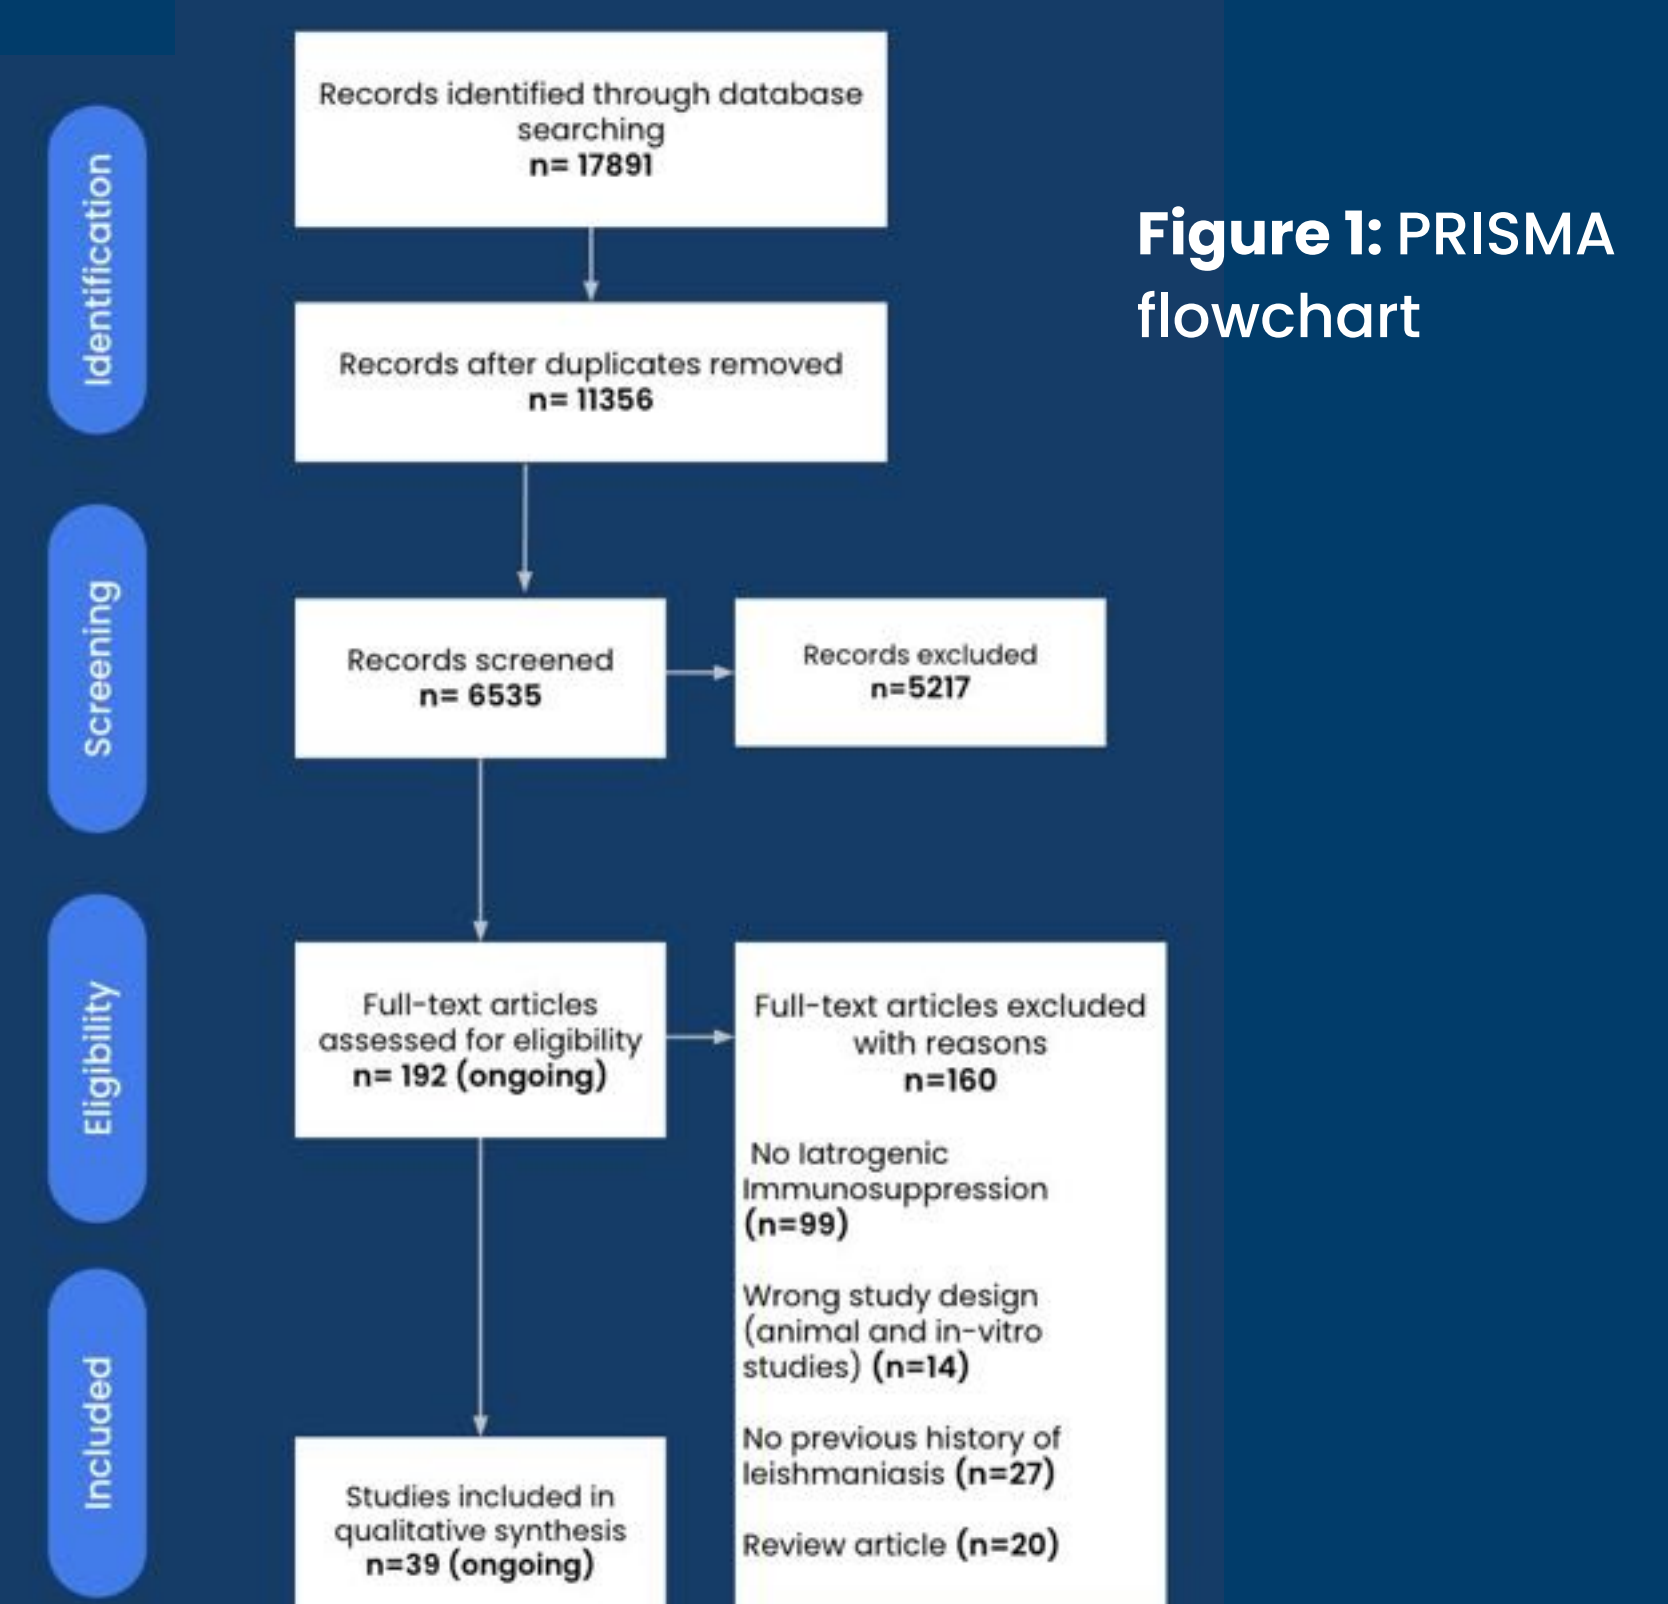 Records identified through database
searching
n= 17891
Figure 1: PRISMA
flowchart
Identification
Records after duplicates removed
n= 11356
Screening
Records screened
n= 6535
Records excluded
n=5217
Eligibility
Full-text articles
assessed for eligibility
n= 192 (ongoing)
Full-text articles excluded
with reasons
n=160
No Iatrogenic
Immunosuppression
(n=99)
Wrong study design
(animal and in-vitro
studies) (n=14)
No previous history of
leishmaniasis (n=27)
Review article (n=20)
Included
Studies included in
qualitative synthesis
n=39 (ongoing)